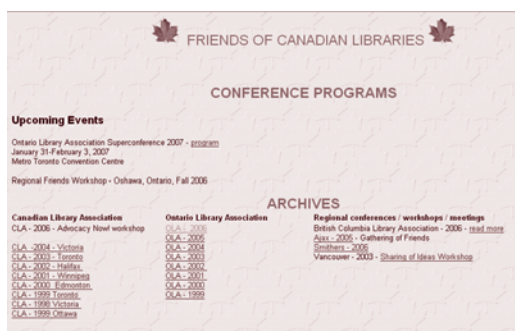 FRIENDS OF CANADIAN LIBRARIES
CONFERENCE PROGRAMS
Upcoming Events
Ontario Library Association Superconference 2007 - program
January 31-February 3, 2007
Metro Toronto Convention Centre
Regional Friends Workshop - Oshawa, Ontario, Fall 2006
ARCHIVES
Canadian Library Association
CLA - 2006 - Advocacy Now! workshop
CLA -2004 - Victoria
CLA - 2003 - Toronto
CLA - 2002 - Halifax
CLA - 2001 - Winnipeg
CLA - 2000 Edmonton
CLA - 1999 Toronto
CLA - 1998 Victoria
CLA - 1999 Ottawa
Ontario Library Association
OLA - 2006
OLA - 2005
OLA - 2004
OLA - 2003
OLA - 2002
OLA - 2001
OLA - 2000
OLA - 1999
Regional conferences / workshops / meetings
British Columbia Library Association - 2006 - read more
Ajax - 2005 - Gathering of Friends
Smithers - 2006
Vancouver - 2003 - Sharing of Ideas Workshop